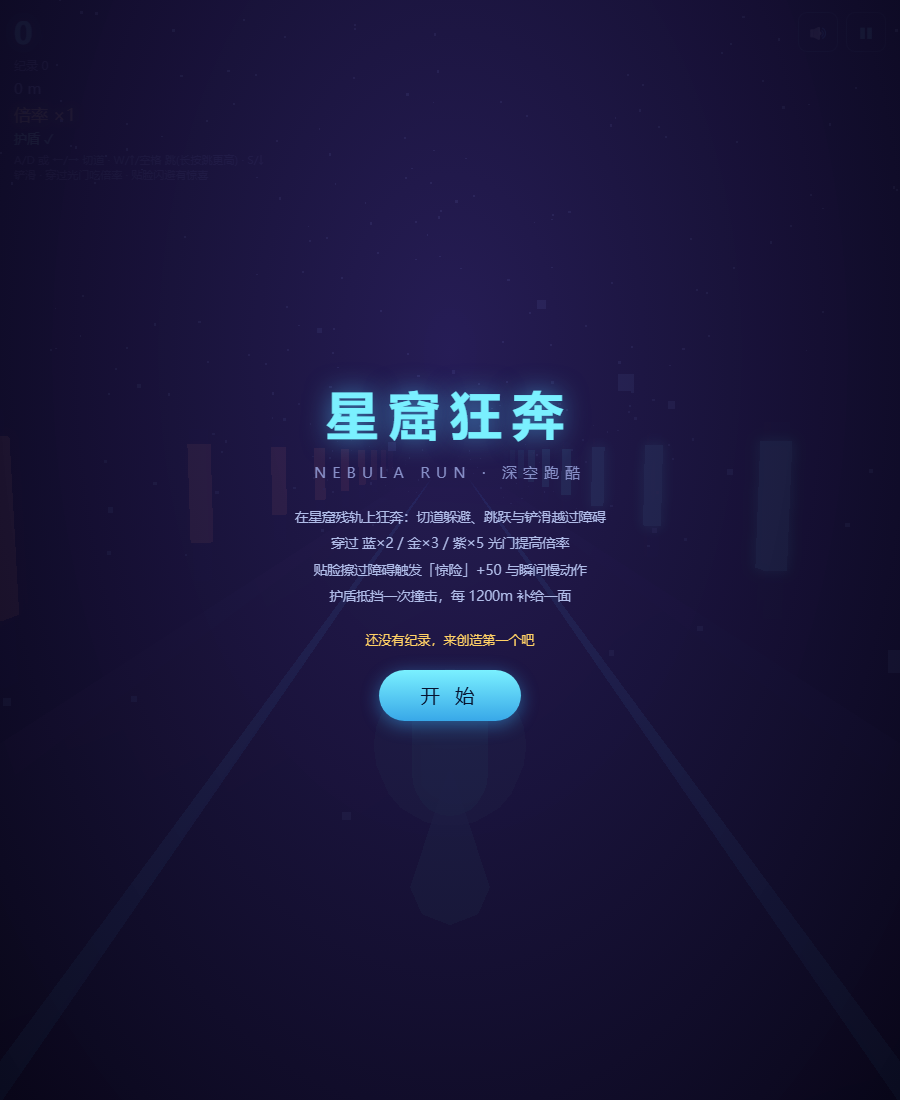 0
0 m
倍率 ×1
护盾 ✓
星窟狂奔
NEBULA RUN · 深空跑酷
在星窟残轨上狂奔：切道躲避、跳跃与铲滑越过障碍
穿过 蓝×2 / 金×3 / 紫×5 光门提高倍率
贴脸擦过障碍触发「惊险」+50 与瞬间慢动作
护盾抵挡一次撞击，每 1200m 补给一面
还没有纪录，来创造第一个吧
开 始